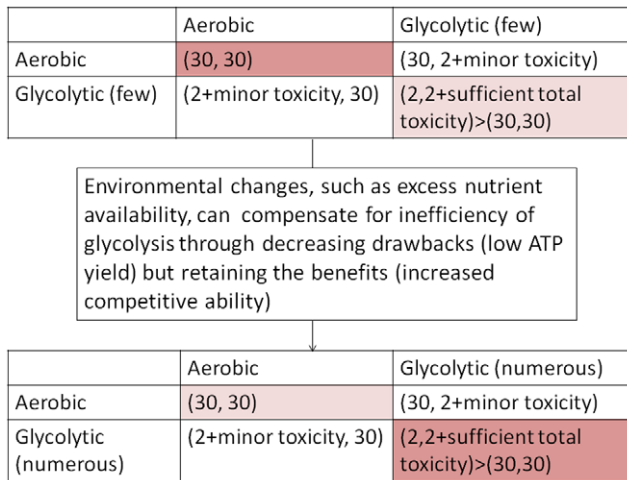 Aerobic Glycolytic (few)
Aerobic (30, 30) (30, 2+minor toxicity)
Glycolytic (few) (2+minor toxicity, 30) (2,2+sufficient total
toxicity)>(30,30)
Environmental changes, such as excess nutrient
availability, can compensate for inefficiency of
glycolysis through decreasing drawbacks (low ATP
yield) but retaining the benefits (increased
competitive ability)
Aerobic Glycolytic (numerous)
Aerobic (30, 30) (30, 2+minor toxicity)
Glycolytic (2+minor toxicity, 30) (2,2+sufficient total
(numerous) toxicity)>(30,30)